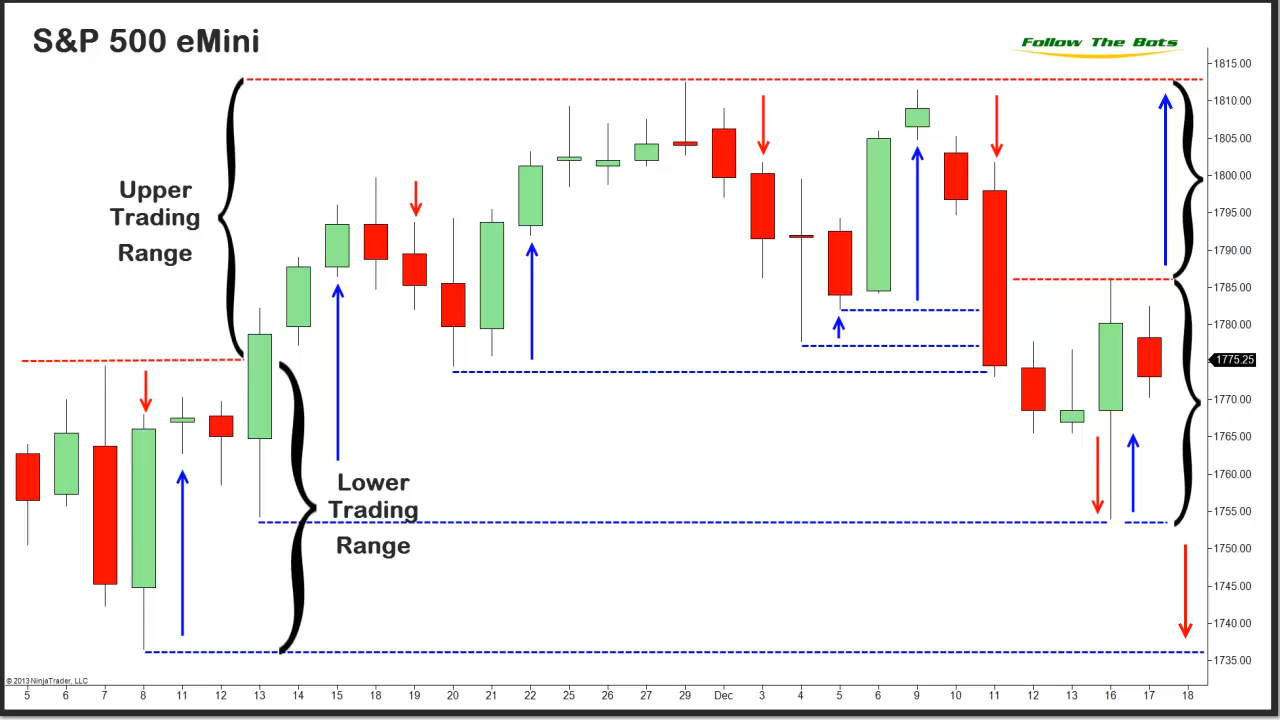 S&P 500 eMini
Follow The Bots
Upper
Trading
Range
Lower
Trading
Range
1815.00
1810.00
1805.00
1800.00
1795.00
1790.00
1785.00
1780.00
1775.25
1770.00
1765.00
1760.00
1755.00
1750.00
1745.00
1740.00
1735.00
© 2013 NinjaTrader, LLC
5 6 7 8 11 12 13 14 15 18 19 20 21 22 25 26 27 29 Dec 3 4 5 6 9 10 11 12 13 16 17 18